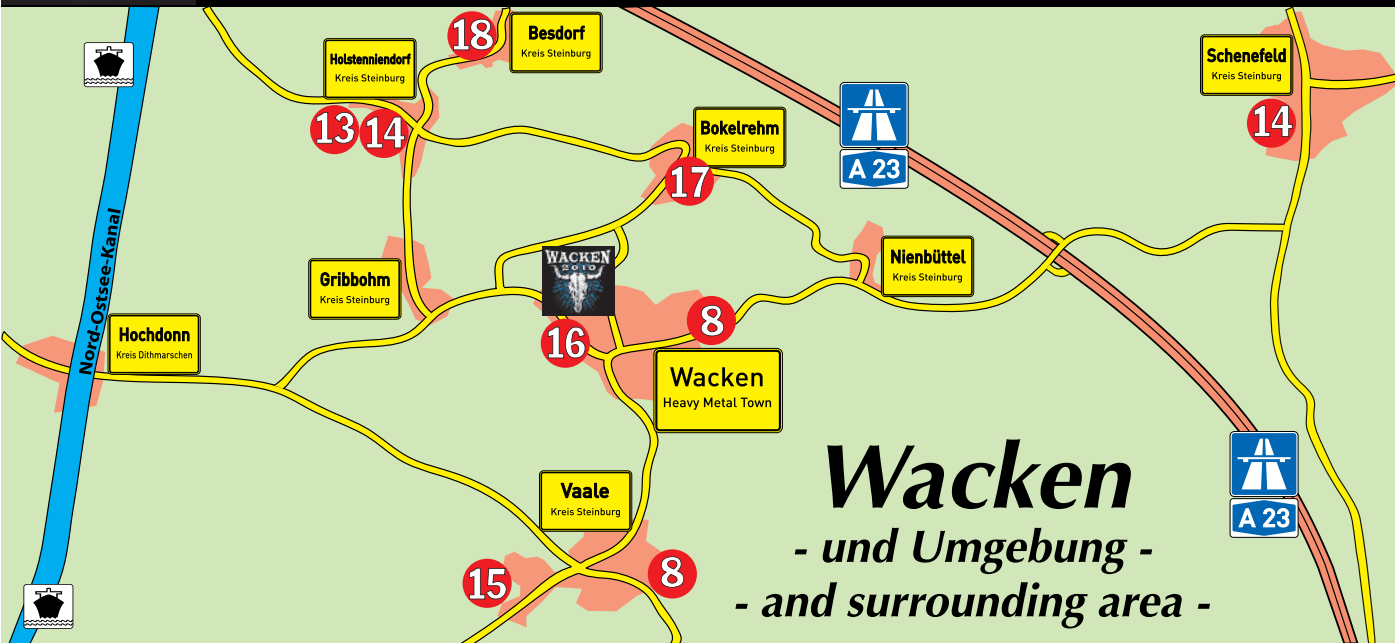 18
Besdorf
Kreis Steinburg
Holstenniendorf
Kreis Steinburg
13
14
Schenefeld
Kreis Steinburg
14
Bokelrehm
Kreis Steinburg
17
A 23
Nord-Ostsee-Kanal
Gribbohm
Kreis Steinburg
WACKEN
2010
Nienbüttel
Kreis Steinburg
Hochdonn
Kreis Dithmarschen
16
8
Wacken
Heavy Metal Town
Vaale
Kreis Steinburg
15
8
A 23
Wacken
- und Umgebung -
- and surrounding area -